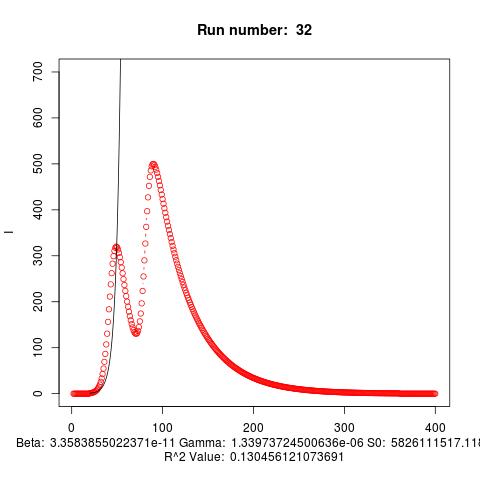 Run number: 32
700
600
500
400
300
200
100
0
I
0 100 200 300 400
Beta: 3.3583855022371e-11 Gamma: 1.33973724500636e-06 S0: 5826111517.118
R^2 Value: 0.130456121073691